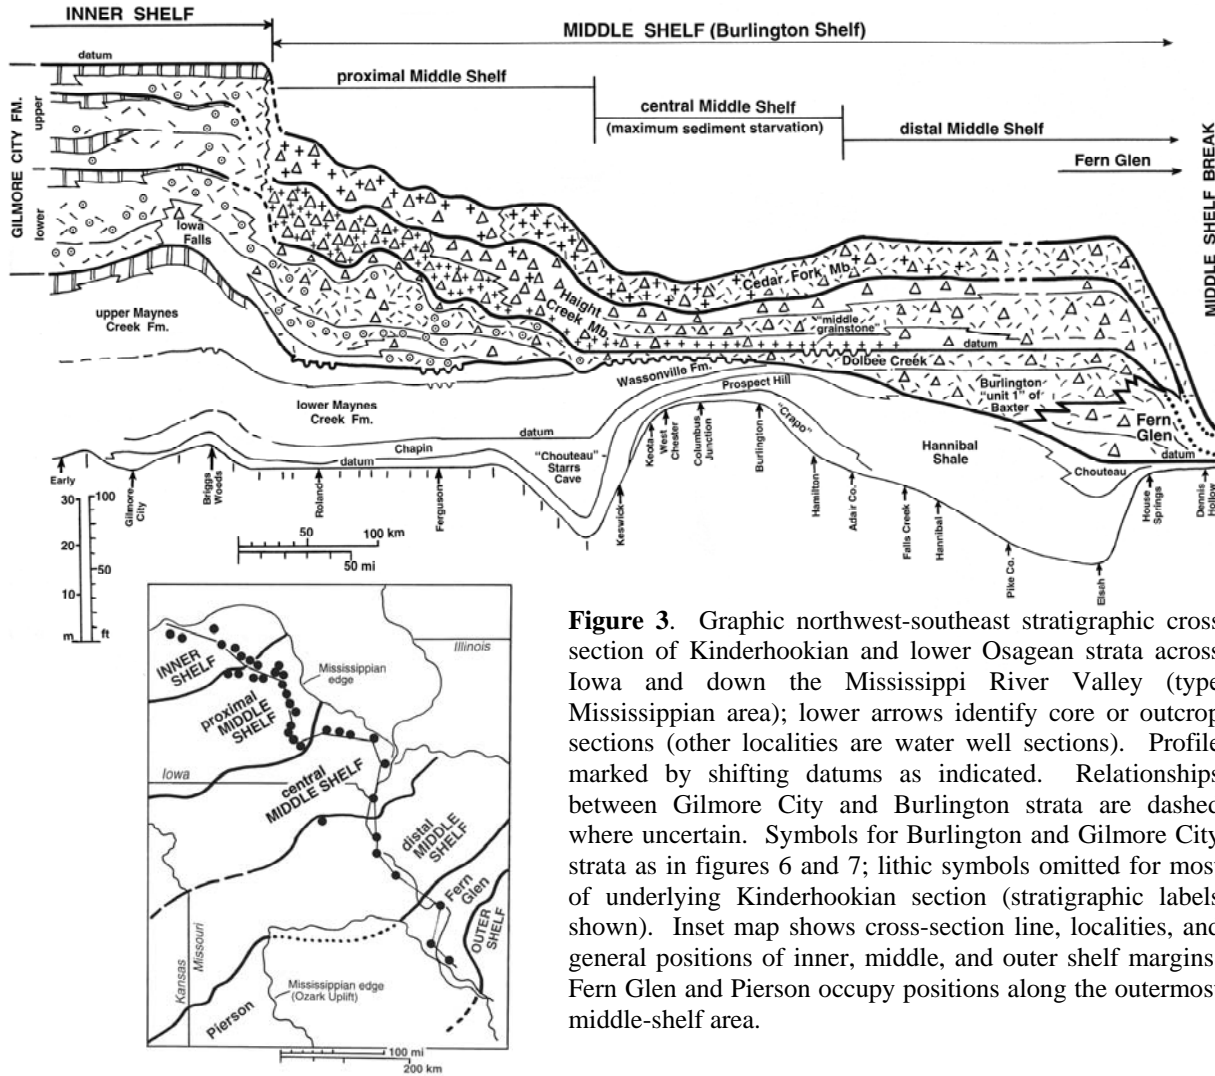 INNER SHELF
MIDDLE SHELF (Burlington Shelf)
datum
proximal Middle Shelf
central Middle Shelf
(maximum sediment starvation)
distal Middle Shelf
Fern Glen
GILMORE CITY FM.
upper
lower
MIDDLE SHELF BREAK
Iowa
Falls
upper Maynes
Creek Fm.
Haight
Creek Mb.
Cedar Fork Mb.
"middle
grainstone"
datum
Dolbee Creek
Wassonville Fm.
Prospect Hill
Burlington
"unit 1" of
Baxter
Fern
Glen
lower Maynes
Creek Fm.
datum
Chapin
datum
"Chouteau"
Starrs
Cave
"Crapo"
Hannibal
Shale
Chouteau
datum
Early
Gilmore
City
Briggs
Woods
Roland
Ferguson
Keswick
Keota
West
Chester
Columbus
Junction
Burlington
Hamilton
Adair Co.
Falls Creek
Hannibal
Pike Co.
Elsah
House
Springs
Dennis
Hollow
30
100
20
50
10
m
ft
50
100 km
50 mi
INNER
SHELF
proximal
MIDDLE
SHELF
Mississippian
edge
Illinois
Iowa
central
MIDDLE SHELF
distal
MIDDLE
SHELF
Fern
Glen
OUTER
SHELF
Kansas
Missouri
Pierson
Mississippian edge
(Ozark Uplift)
100 mi
200 km
Figure 3. Graphic northwest-southeast stratigraphic cross
section of Kinderhookian and lower Osagean strata across
Iowa and down the Mississippi River Valley (type
Mississippian area); lower arrows identify core or outcrop
sections (other localities are water well sections). Profile
marked by shifting datums as indicated. Relationships
between Gilmore City and Burlington strata are dashed
where uncertain. Symbols for Burlington and Gilmore City
strata as in figures 6 and 7; lithic symbols omitted for most
of underlying Kinderhookian section (stratigraphic labels
shown). Inset map shows cross-section line, localities, and
general positions of inner, middle, and outer shelf margins
Fern Glen and Pierson occupy positions along the outermost
middle-shelf area.